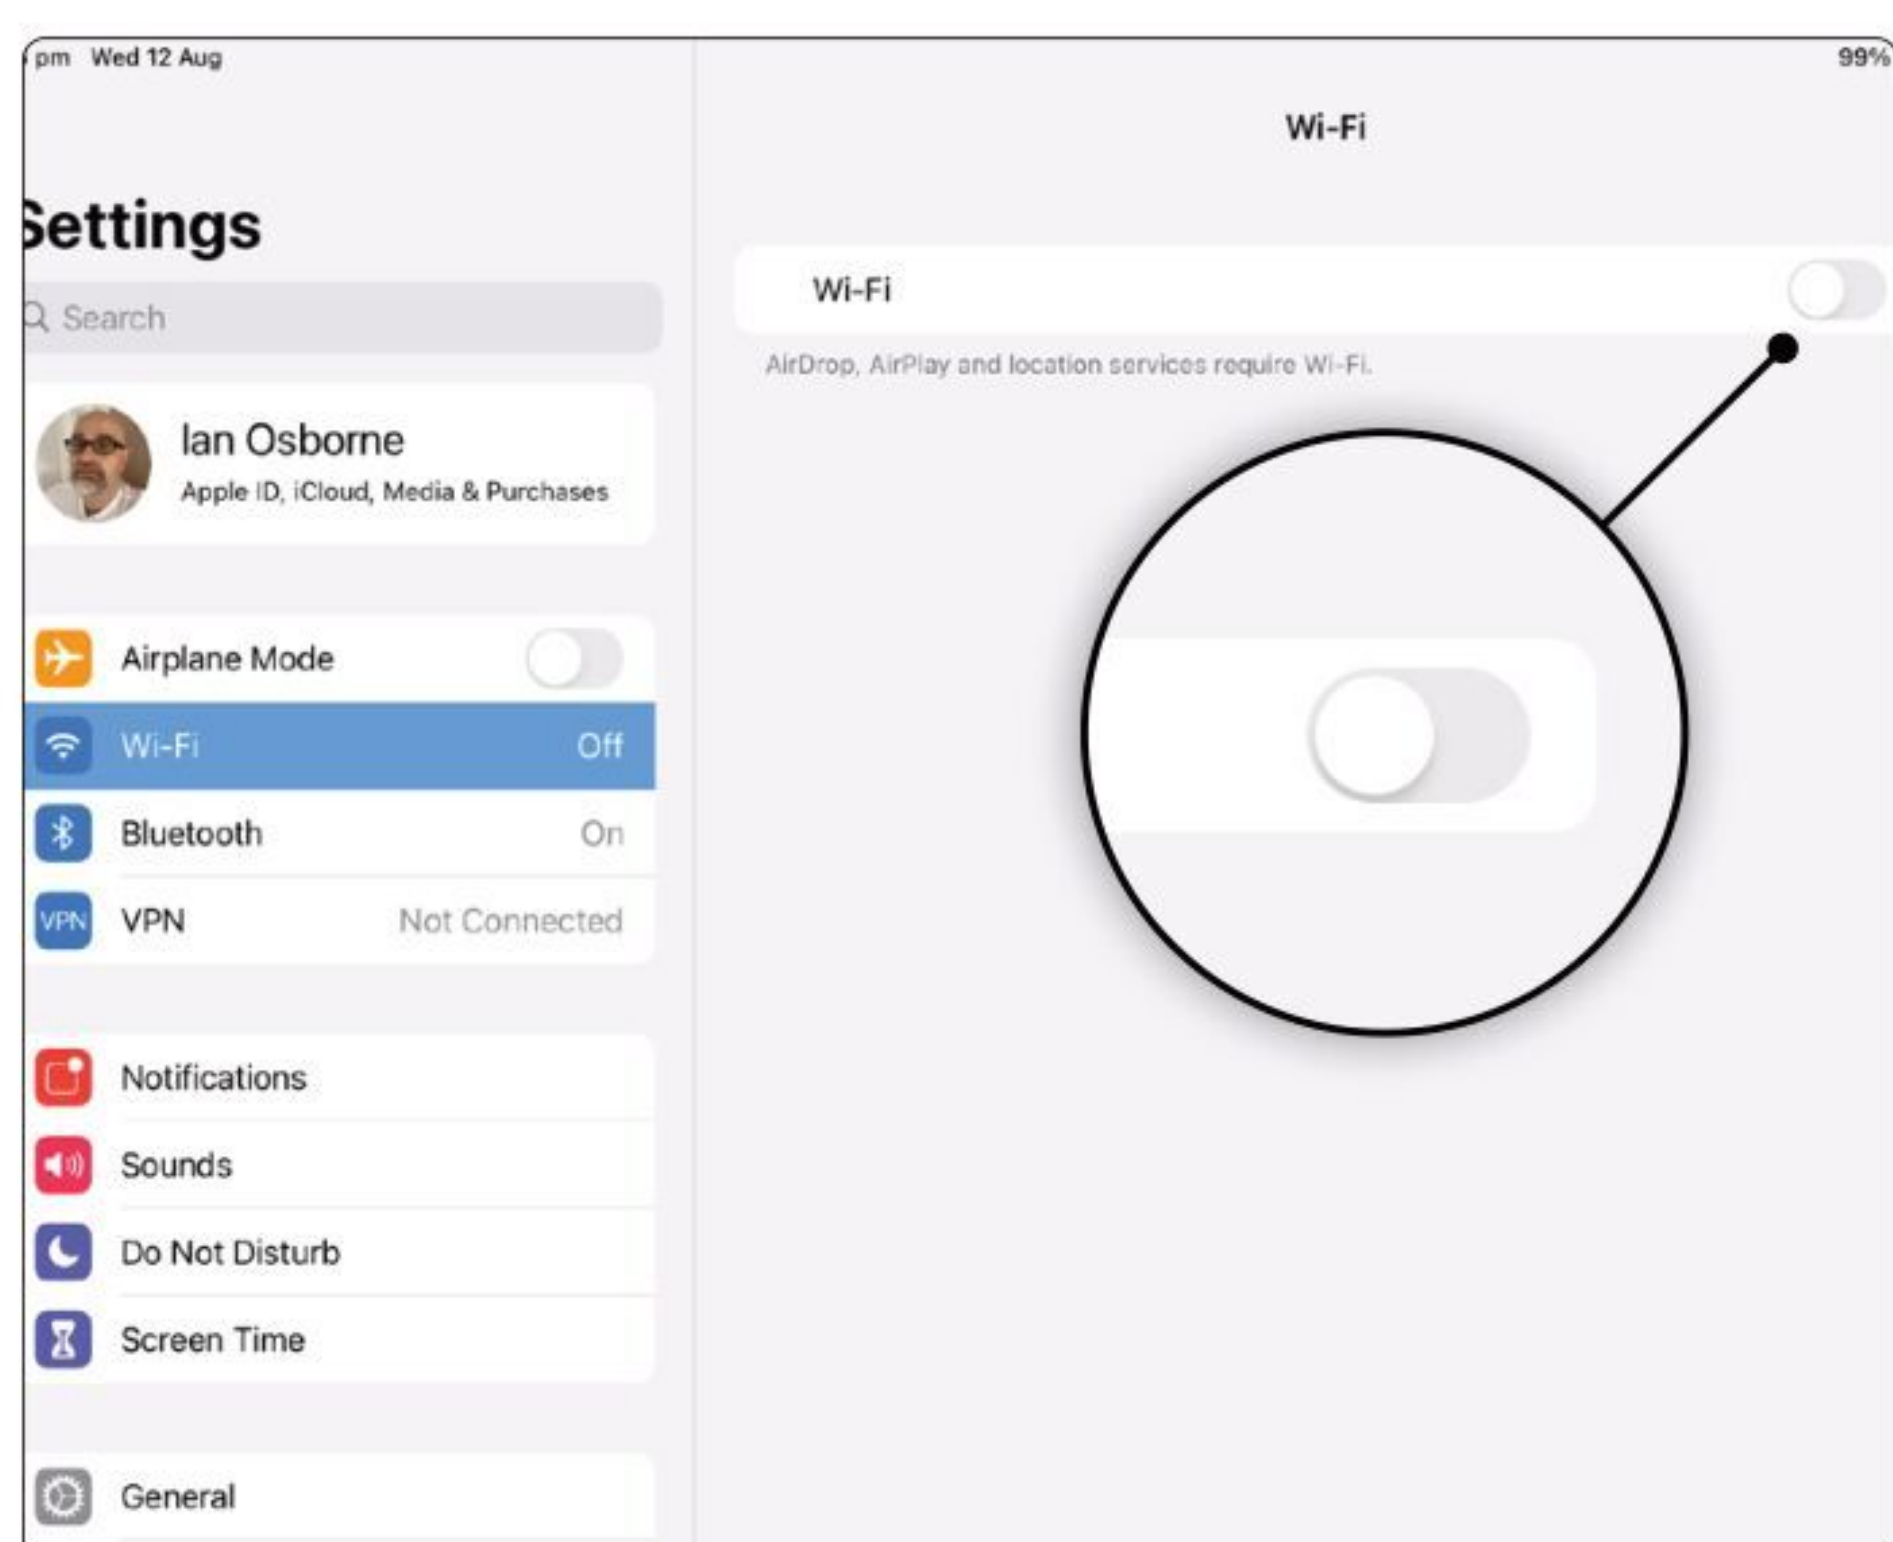 pm Wed 12 Aug
99%
Settings
Search
Ian Osborne
Apple ID, iCloud, Media & Purchases
Airplane Mode
Wi-Fi Off
Bluetooth On
VPN VPN Not Connected
Notifications
Sounds
Do Not Disturb
Screen Time
General
Wi-Fi
Wi-Fi
AirDrop, AirPlay and location services require Wi-Fi.